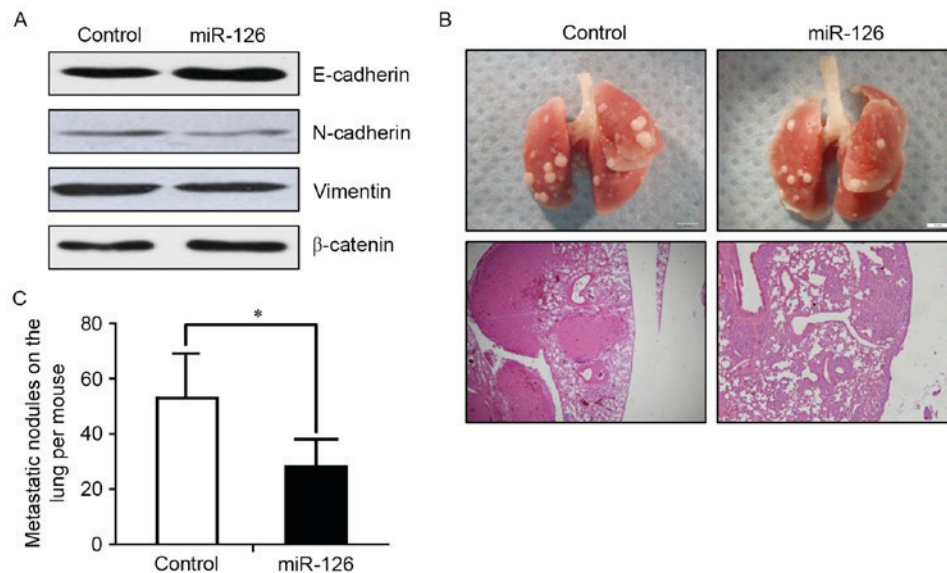 A
Control miR-126
E-cadherin
N-cadherin
Vimentin
β-catenin
B
Control miR-126
C
Metastatic nodules on the
lung per mouse
80
60
40
20
0
*
Control miR-126